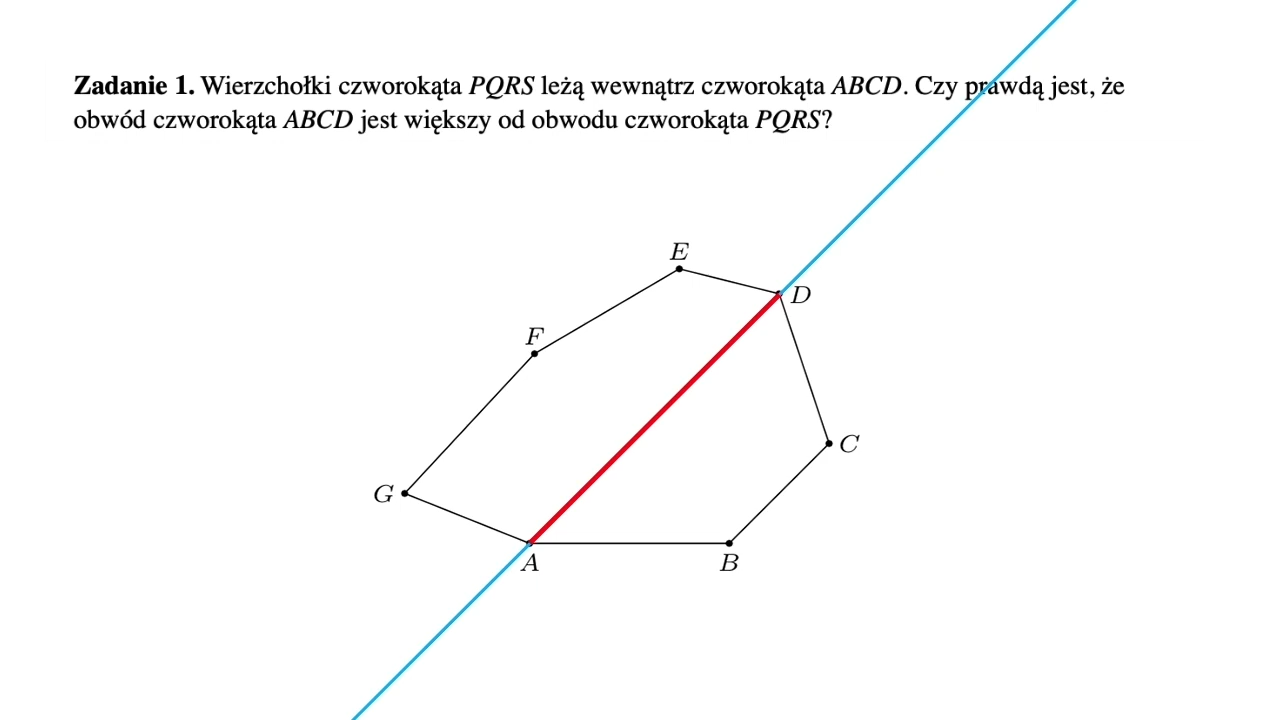 Zadanie 1. Wierzchołki czworokąta PQRS leżą wewnątrz czworokąta ABCD. Czy prawdą jest, że
obwód czworokąta ABCD jest większy od obwodu czworokąta PQRS?
E
D
F
C
G
A
B